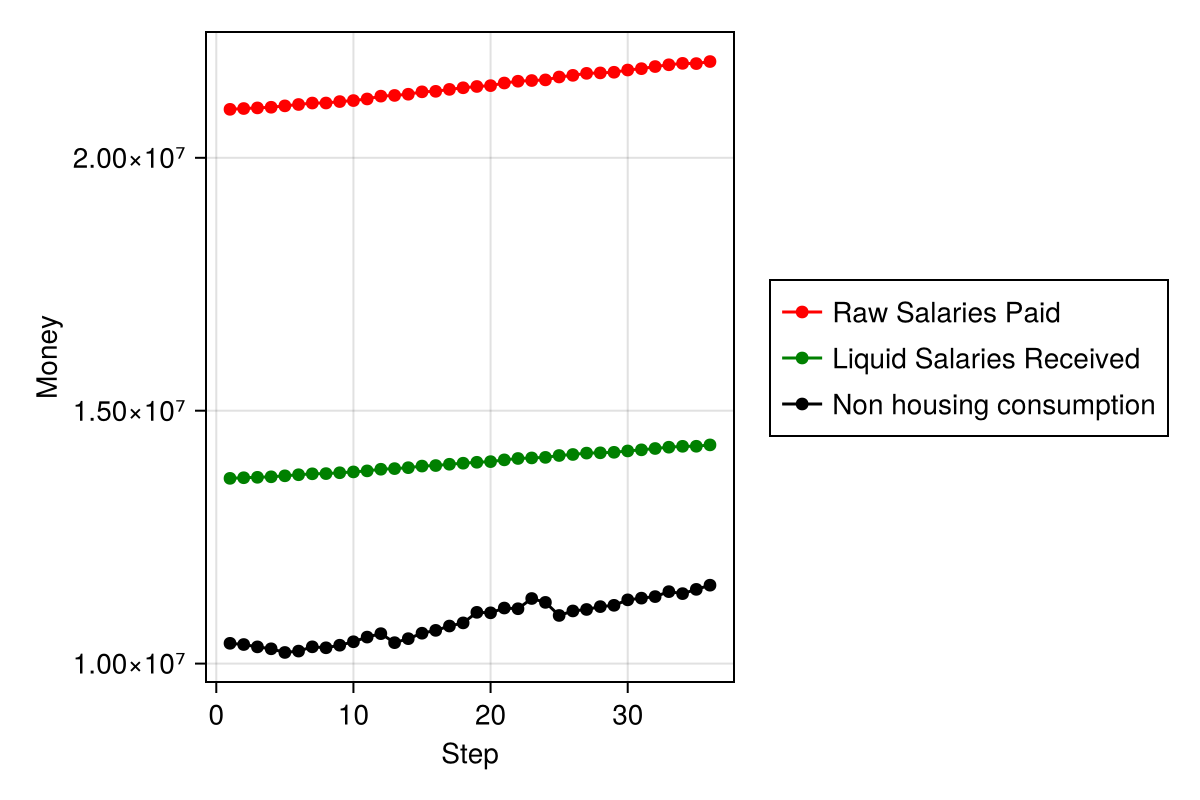 2.00×10⁷
1.50×10⁷
1.00×10⁷
Money
0 10 20 30
Step
Raw Salaries Paid
Liquid Salaries Received
Non housing consumption